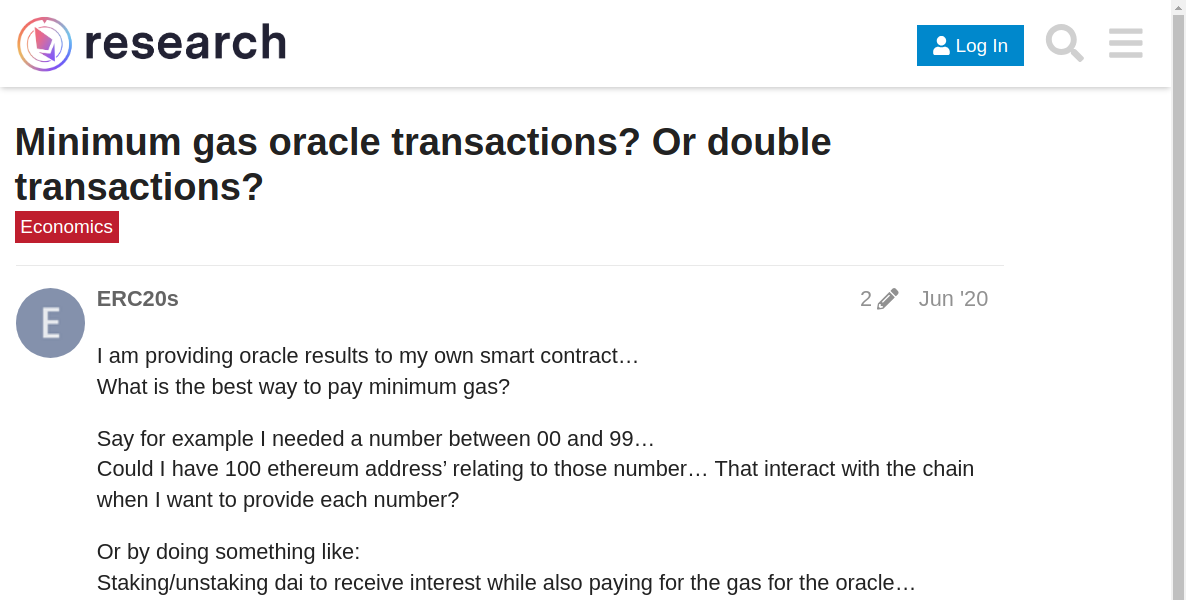 research
Log In
Minimum gas oracle transactions? Or double
transactions?
Economics
E
ERC20s
2
Jun '20
I am providing oracle results to my own smart contract…
What is the best way to pay minimum gas?
Say for example I needed a number between 00 and 99…
Could I have 100 ethereum address’ relating to those number… That interact with the chain
when I want to provide each number?
Or by doing something like:
Staking/unstaking dai to receive interest while also paying for the gas for the oracle…